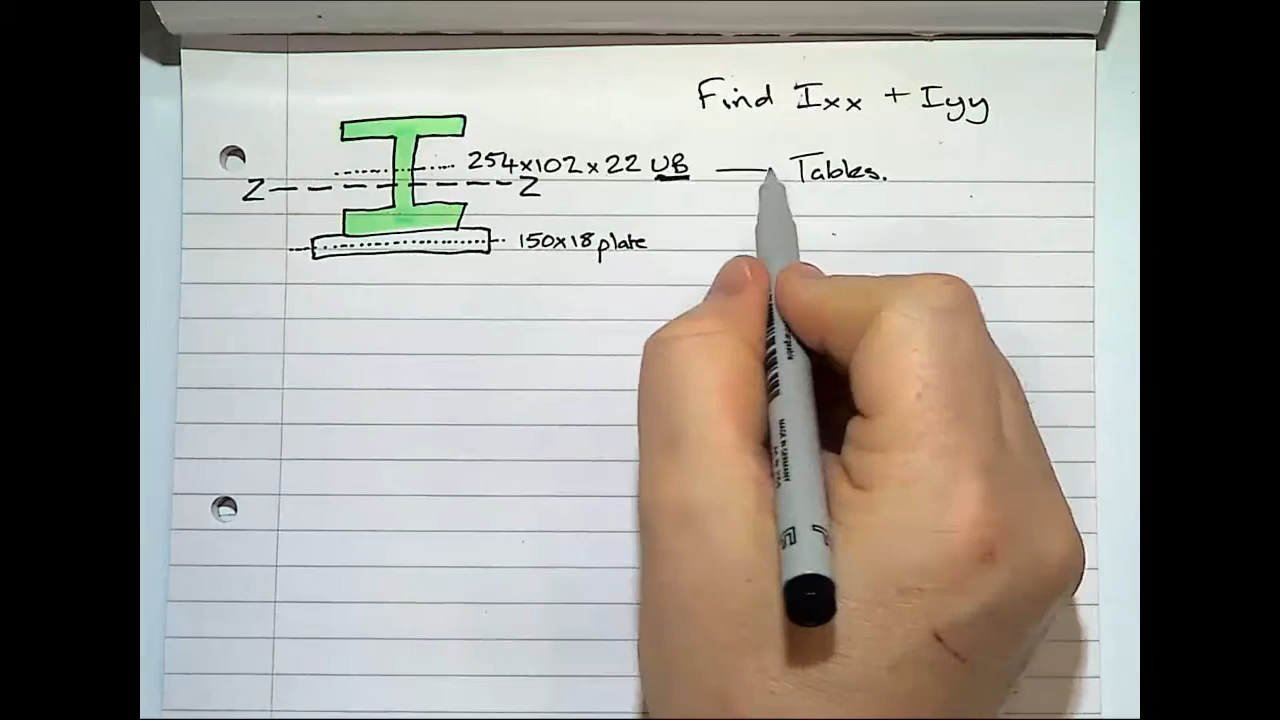 Find Ixx + Iyy
254x102x22 UB — Tables.
Z Z
150x18 plate